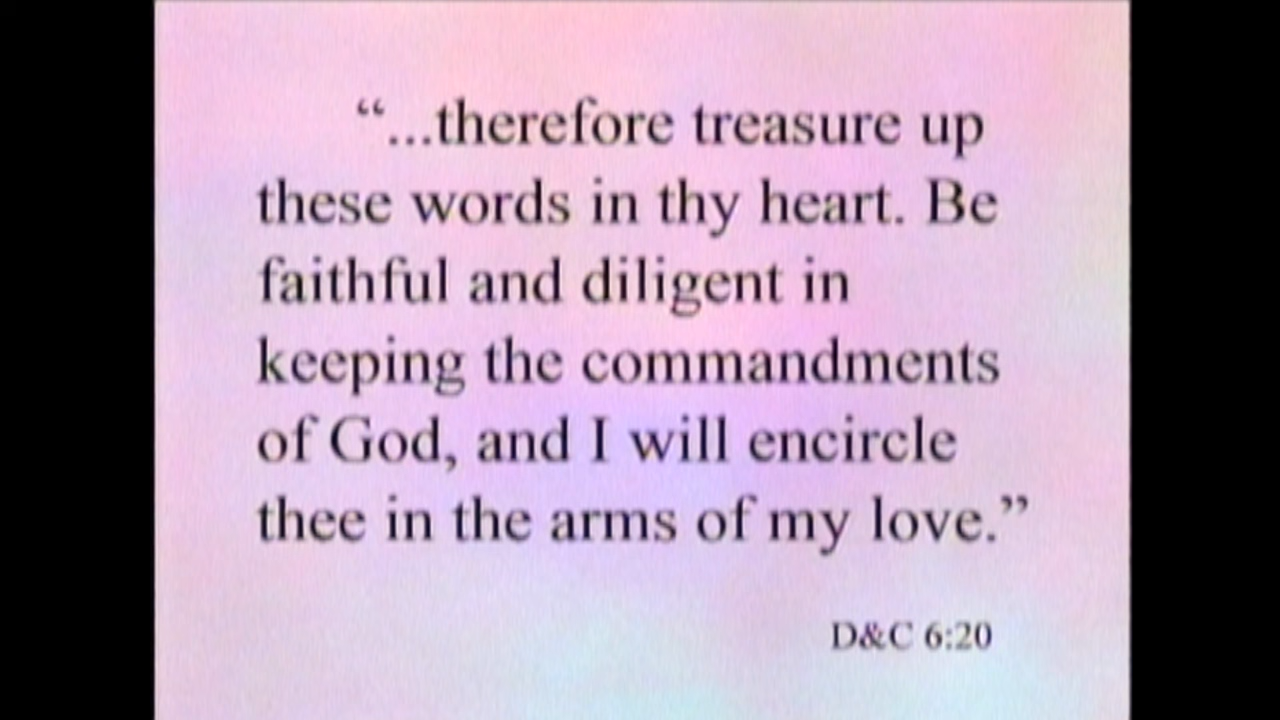 “...therefore treasure up
these words in thy heart. Be
faithful and diligent in
keeping the commandments
of God, and I will encircle
thee in the arms of my love.”
D&C 6:20